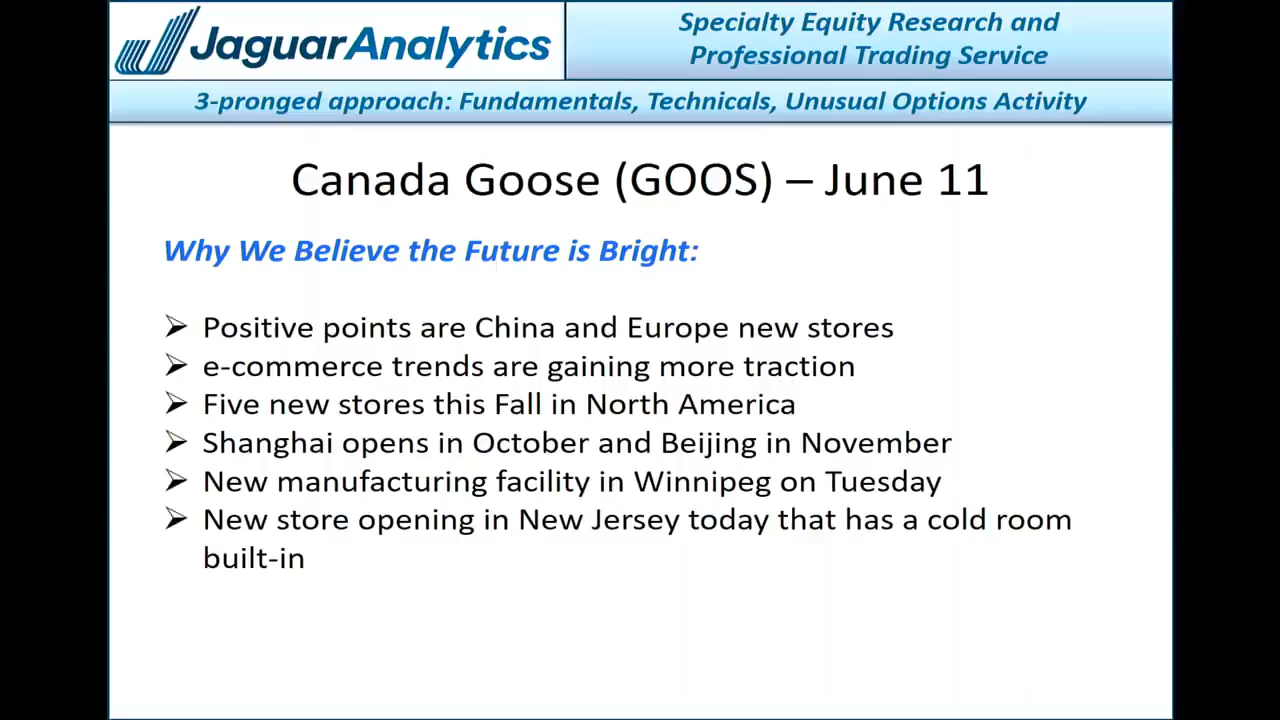 JaguarAnalytics
Specialty Equity Research and
Professional Trading Service
3-pronged approach: Fundamentals, Technicals, Unusual Options Activity
Canada Goose (GOOS) – June 11
Why We Believe the Future is Bright:
➢ Positive points are China and Europe new stores
➢ e-commerce trends are gaining more traction
➢ Five new stores this Fall in North America
➢ Shanghai opens in October and Beijing in November
➢ New manufacturing facility in Winnipeg on Tuesday
➢ New store opening in New Jersey today that has a cold room
built-in